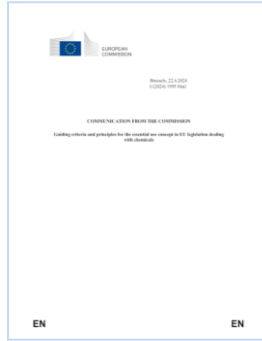 EUROPEAN
COMMISSION
Brussels, 22.4.2024
C(2024) 1995 final
COMMUNICATION FROM THE COMMISSION
Guiding criteria and principles for the essential use concept in EU legislation dealing
with chemicals
EN EN